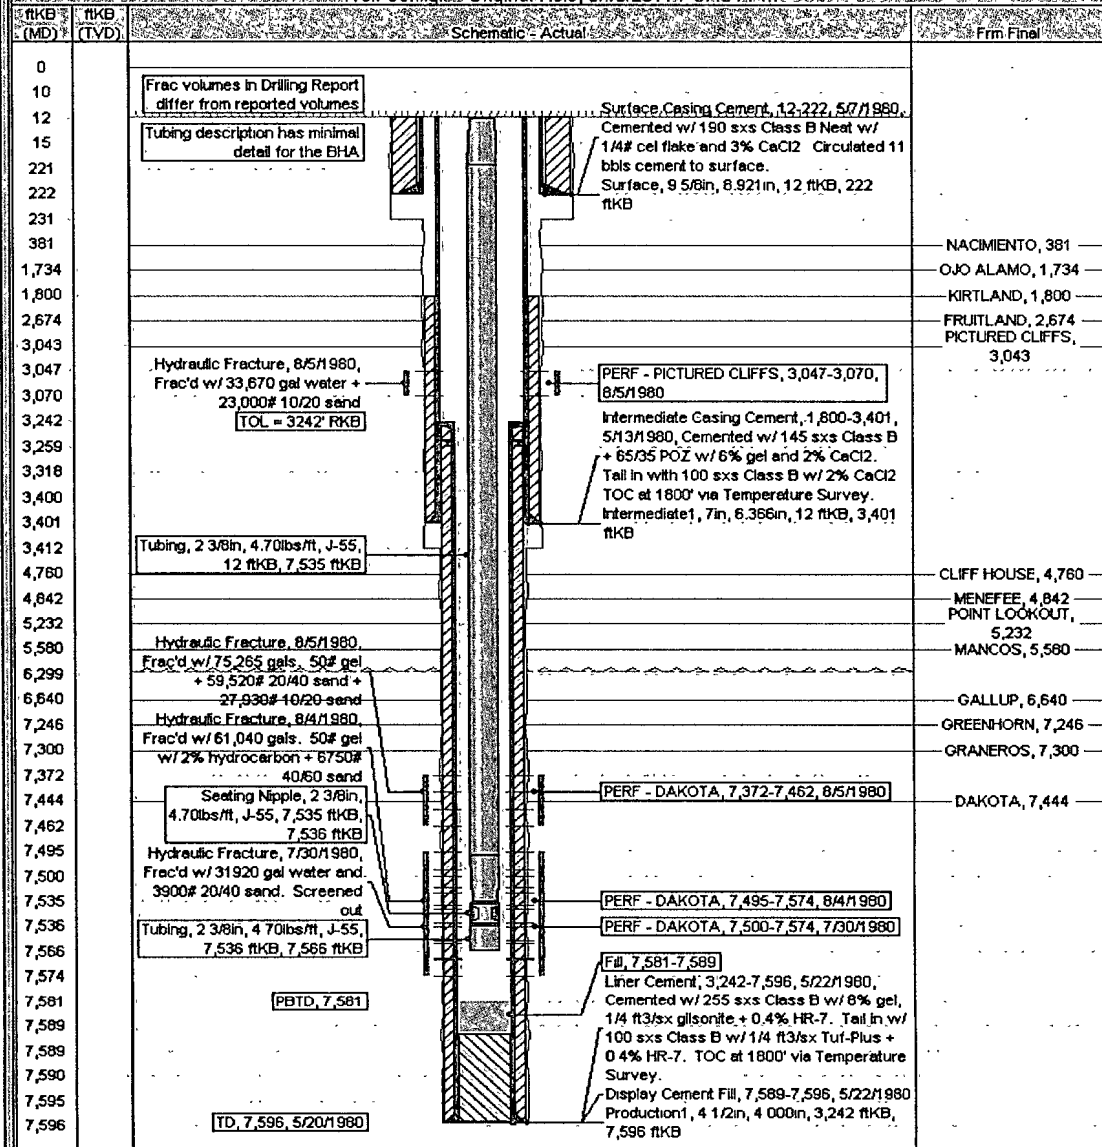 ftKB
(MD)
ftKB
(TVD)
Schematic - Actual
Frm Final
0
10
12
15
221
222
231
381
1,734
1,800
2,674
3,043
3,047
3,070
3,242
3,259
3,318
3,400
3,401
3,412
4,760
4,842
5,232
5,580
6,299
6,640
7,246
7,300
7,372
7,444
7,462
7,495
7,500
7,535
7,536
7,566
7,574
7,581
7,589
7,589
7,590
7,595
7,596
Frac volumes in Drilling Report
differ from reported volumes
Tubing description has minimal
detail for the BHA
Hydraulic Fracture, 8/5/1980,
Frac'd w/ 33,670 gal water +
23,000# 10/20 sand
TOL = 3242' RKB
Tubing, 2 3/8in, 4.70lbs/ft, J-55,
12 ftKB, 7,535 ftKB
Hydraulic Fracture, 8/5/1980,
Frac'd w/ 75,265 gals. 50# gel
+ 59,520# 20/40 sand +
27,930# 10/20 sand
Hydraulic Fracture, 8/4/1980,
Frac'd w/ 61,040 gals. 50# gel
w/ 2% hydrocarbon + 6750#
40/60 sand
Seating Nipple, 2 3/8in,
4.70lbs/ft, J-55, 7,535 ftKB,
7,536 ftKB
Hydraulic Fracture, 7/30/1980,
Frac'd w/ 31920 gal water and
3900# 20/40 sand. Screened
out
Tubing, 2 3/8in, 4 70lbs/ft, J-55,
7,536 ftKB, 7,566 ftKB
PBTD, 7,581
TD, 7,596, 5/20/1980
Surface Casing Cement, 12-222, 5/7/1980,
Cemented w/ 190 sxs Class B Neat w/
1/4# cel flake and 3% CaCl2 Circulated 11
bbls cement to surface.
Surface, 9 5/8in, 8.921in, 12 ftKB, 222
ftKB
PERF - PICTURED CLIFFS, 3,047-3,070,
8/5/1980
Intermediate Casing Cement, 1,800-3,401,
5/13/1980, Cemented w/ 145 sxs Class B
+ 65/35 POZ w/ 6% gel and 2% CaCl2.
Tail in with 100 sxs Class B w/ 2% CaCl2
TOC at 1800' via Temperature Survey.
Intermediate1, 7in, 6.366in, 12 ftKB, 3,401
ftKB
PERF - DAKOTA, 7,372-7,462, 8/5/1980
PERF - DAKOTA, 7,495-7,574, 8/4/1980
PERF - DAKOTA, 7,500-7,574, 7/30/1980
Fill, 7,581-7,589
Liner Cement, 3,242-7,596, 5/22/1980,
Cemented w/ 255 sxs Class B w/ 8% gel,
1/4 ft3/sx gilsonite + 0.4% HR-7. Tail in w/
100 sxs Class B w/ 1/4 ft3/sx Tuf-Plus +
0 4% HR-7. TOC at 1800' via Temperature
Survey.
Display Cement Fill, 7,589-7,596, 5/22/1980
Production1, 4 1/2in, 4 000in, 3,242 ftKB,
7,596 ftKB
NACIMIENTO, 381
OJO ALAMO, 1,734
KIRTLAND, 1,800
FRUITLAND, 2,674
PICTURED CLIFFS,
3,043
CLIFF HOUSE, 4,760
MENEFEE, 4,842
POINT LOOKOUT,
5,232
MANCOS, 5,580
GALLUP, 6,640
GREENHORN, 7,246
GRANEROS, 7,300
DAKOTA, 7,444